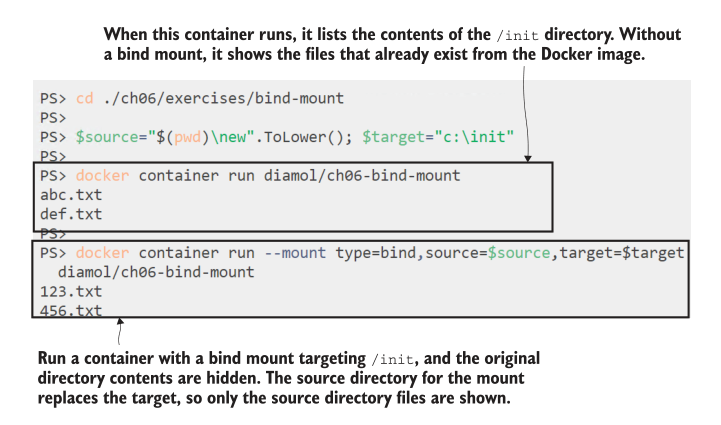 When this container runs, it lists the contents of the /init directory. Without
a bind mount, it shows the files that already exist from the Docker image.
PS> cd ./ch06/exercises/bind-mount
PS>
PS> $source="$(pwd)\new".ToLower(); $target="c:\init"
PS>
PS> docker container run diamol/ch06-bind-mount
abc.txt
def.txt
PS>
PS> docker container run --mount type=bind,source=$source,target=$target
diamol/ch06-bind-mount
123.txt
456.txt
Run a container with a bind mount targeting /init, and the original
directory contents are hidden. The source directory for the mount
replaces the target, so only the source directory files are shown.